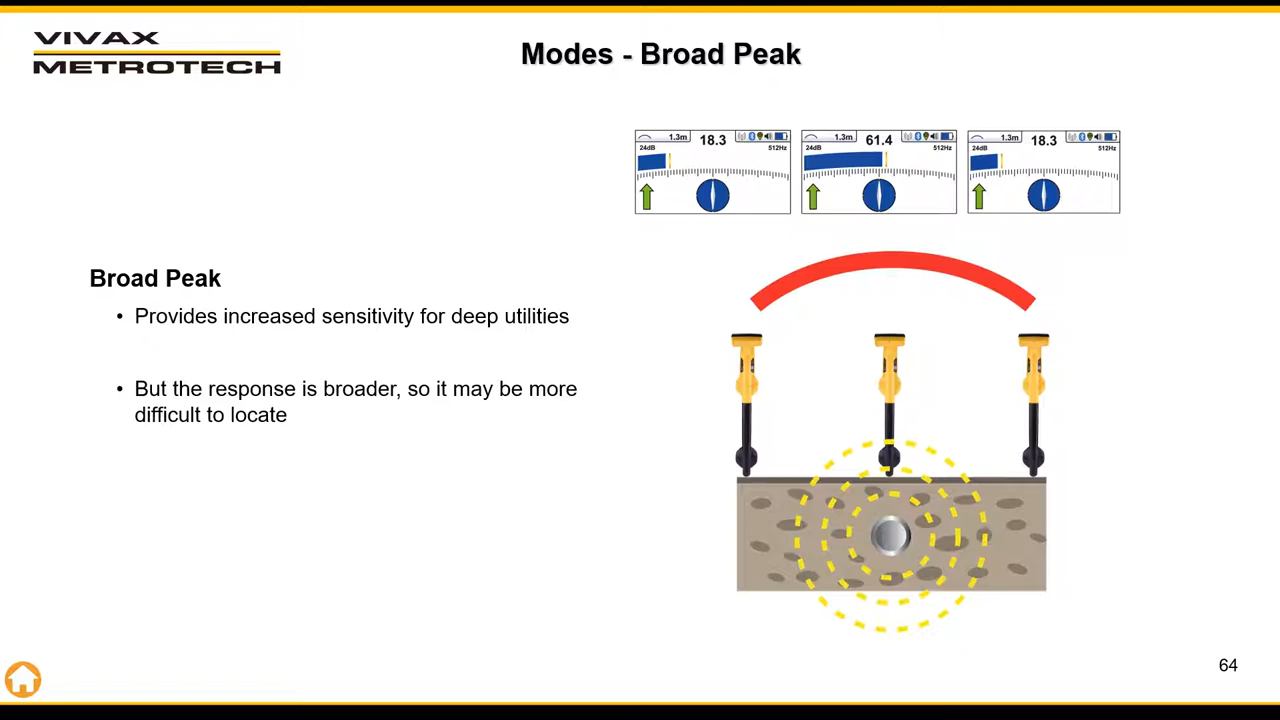 VIVAX
METROTECH
Modes - Broad Peak
1.3m 18.3
24dB 512Hz
1.3m 61.4
24dB 512Hz
1.3m 18.3
24dB 512Hz
Broad Peak
• Provides increased sensitivity for deep utilities
• But the response is broader, so it may be more
difficult to locate
64